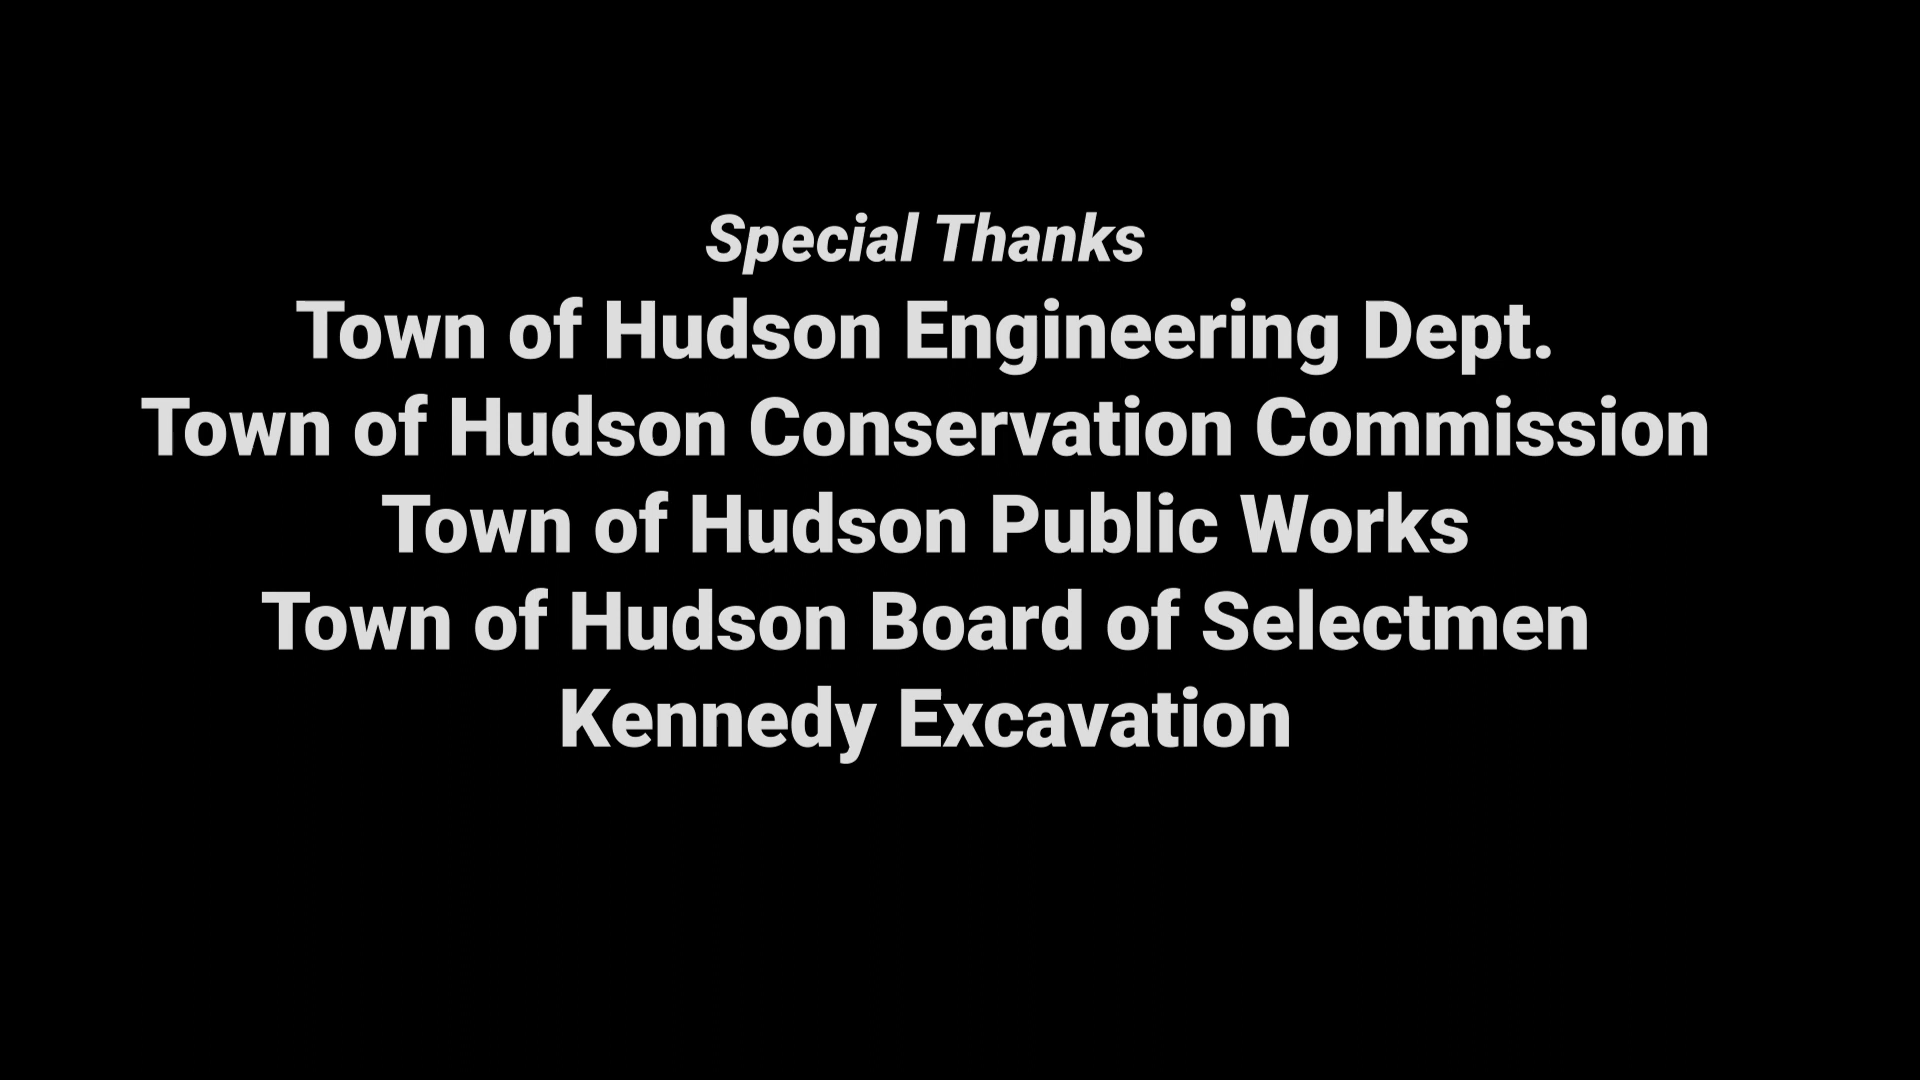 Special Thanks
Town of Hudson Engineering Dept.
Town of Hudson Conservation Commission
Town of Hudson Public Works
Town of Hudson Board of Selectmen
Kennedy Excavation